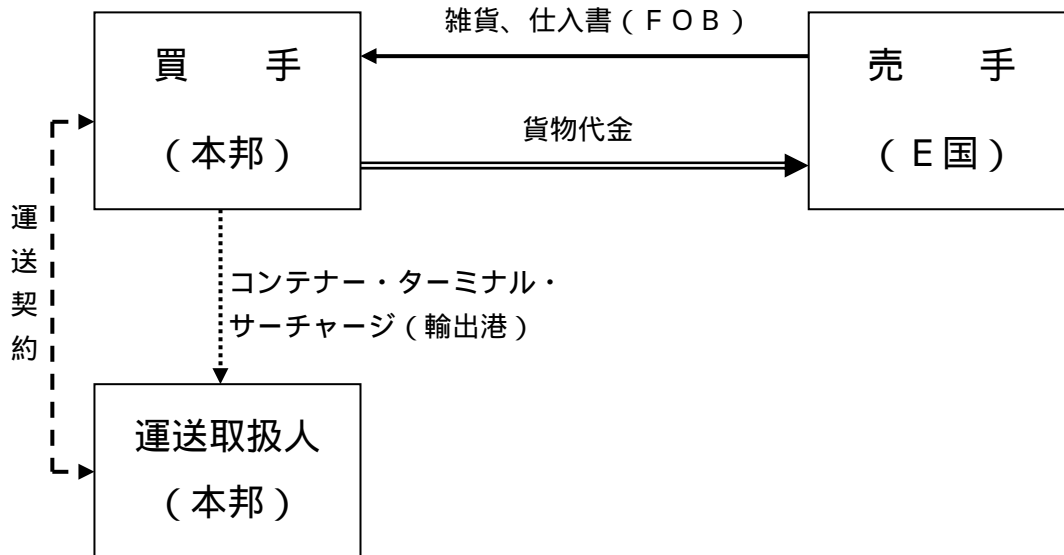 雑貨、仕入書(FOB)
買　　手
(本邦)
売　　手
(E国)
貨物代金
運送契約
コンテナー・ターミナル・
サーチャージ(輸出港)
運送取扱人
(本邦)